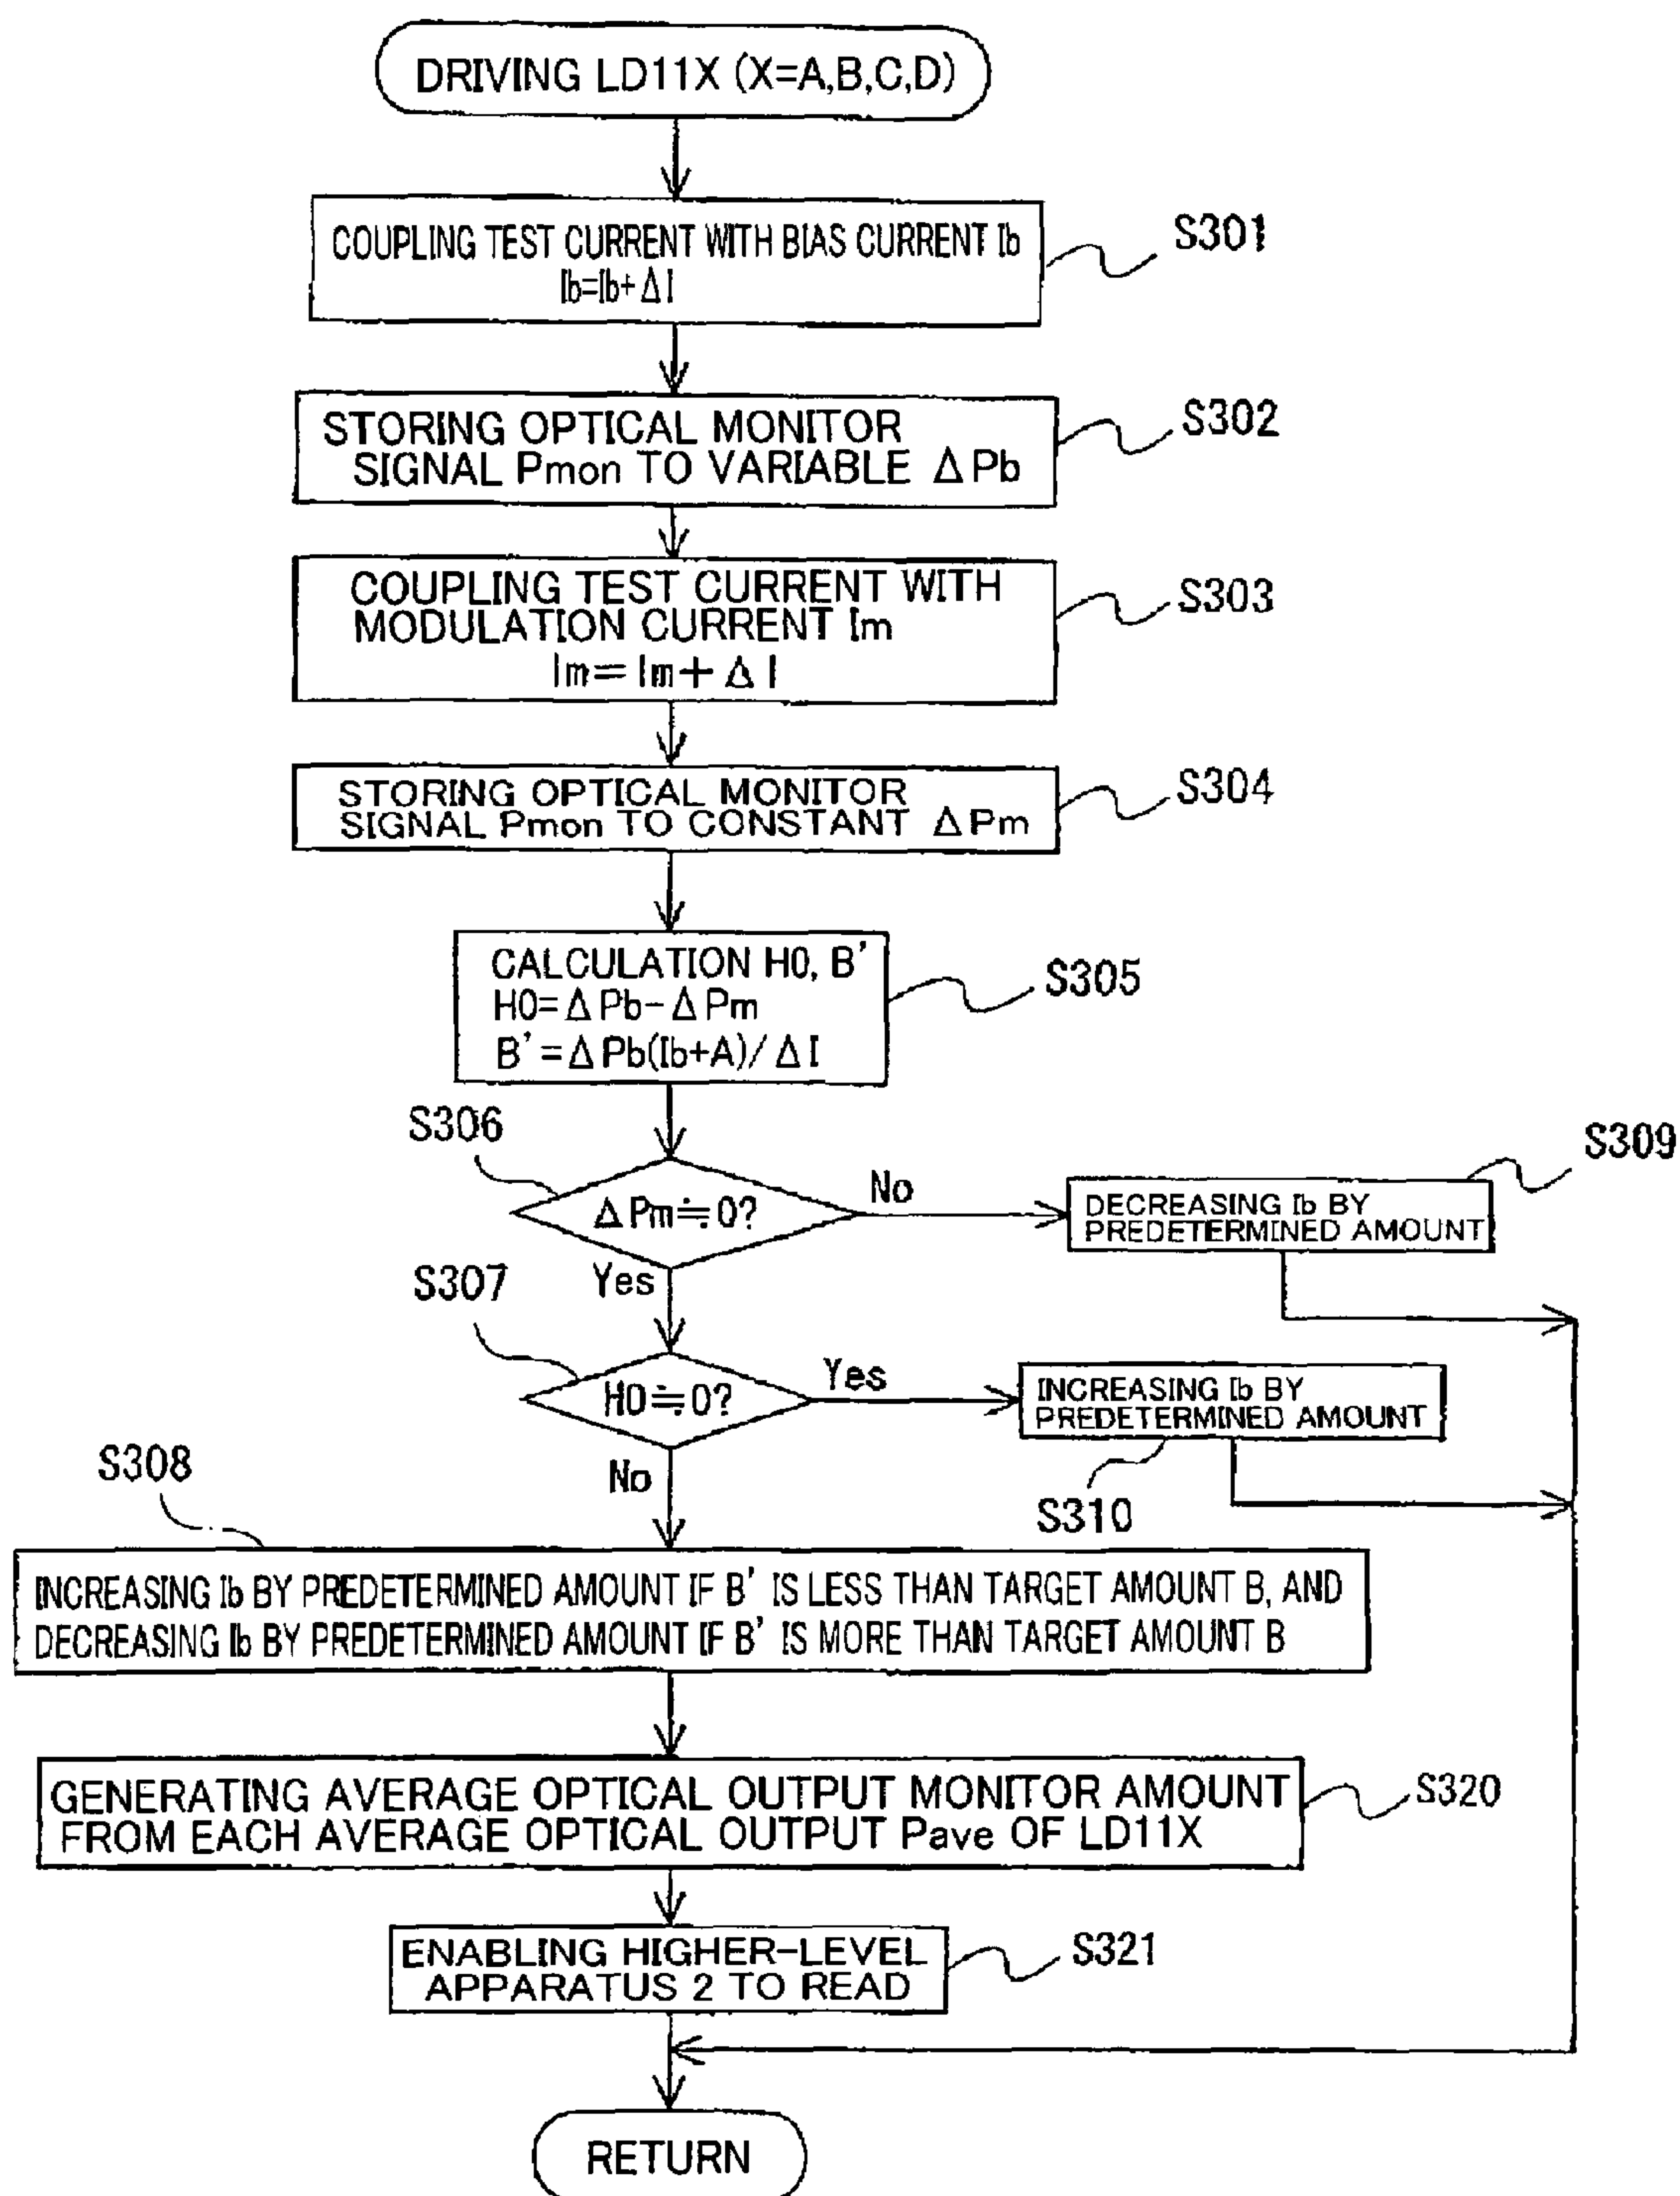 DRIVING LD11X (X=A,B,C,D)
COUPLING TEST CURRENT WITH BIAS CURRENT Ib
Ib=Ib+ΔI
S301
STORING OPTICAL MONITOR
SIGNAL Pmon TO VARIABLE ΔPb
S302
COUPLING TEST CURRENT WITH
MODULATION CURRENT Im
Im=Im+ΔI
S303
STORING OPTICAL MONITOR
SIGNAL Pmon TO CONSTANT ΔPm
S304
CALCULATION H0, B'
H0=ΔPb-ΔPm
B'=ΔPb(Ib+A)/ΔI
S305
S306
ΔPm≒0?
No
Yes
DECREASING Ib BY
PREDETERMINED AMOUNT
S309
S307
H0≒0?
Yes
No
INCREASING Ib BY
PREDETERMINED AMOUNT
S310
S308
INCREASING Ib BY PREDETERMINED AMOUNT IF B' IS LESS THAN TARGET AMOUNT B, AND
DECREASING Ib BY PREDETERMINED AMOUNT IF B' IS MORE THAN TARGET AMOUNT B
GENERATING AVERAGE OPTICAL OUTPUT MONITOR AMOUNT
FROM EACH AVERAGE OPTICAL OUTPUT Pave OF LD11X
S320
ENABLING HIGHER-LEVEL
APPARATUS 2 TO READ
S321
RETURN